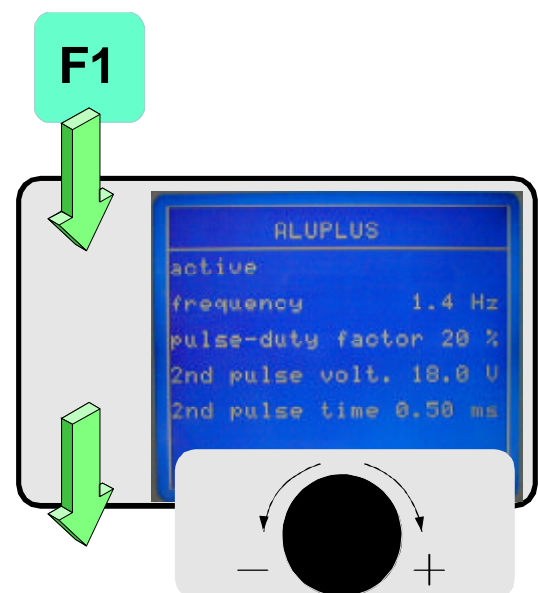 F1
ALUPLUS
active
frequency 1.4 Hz
pulse-duty factor 20 %
2nd pulse volt. 18.0 V
2nd pulse time 0.50 ms
− +